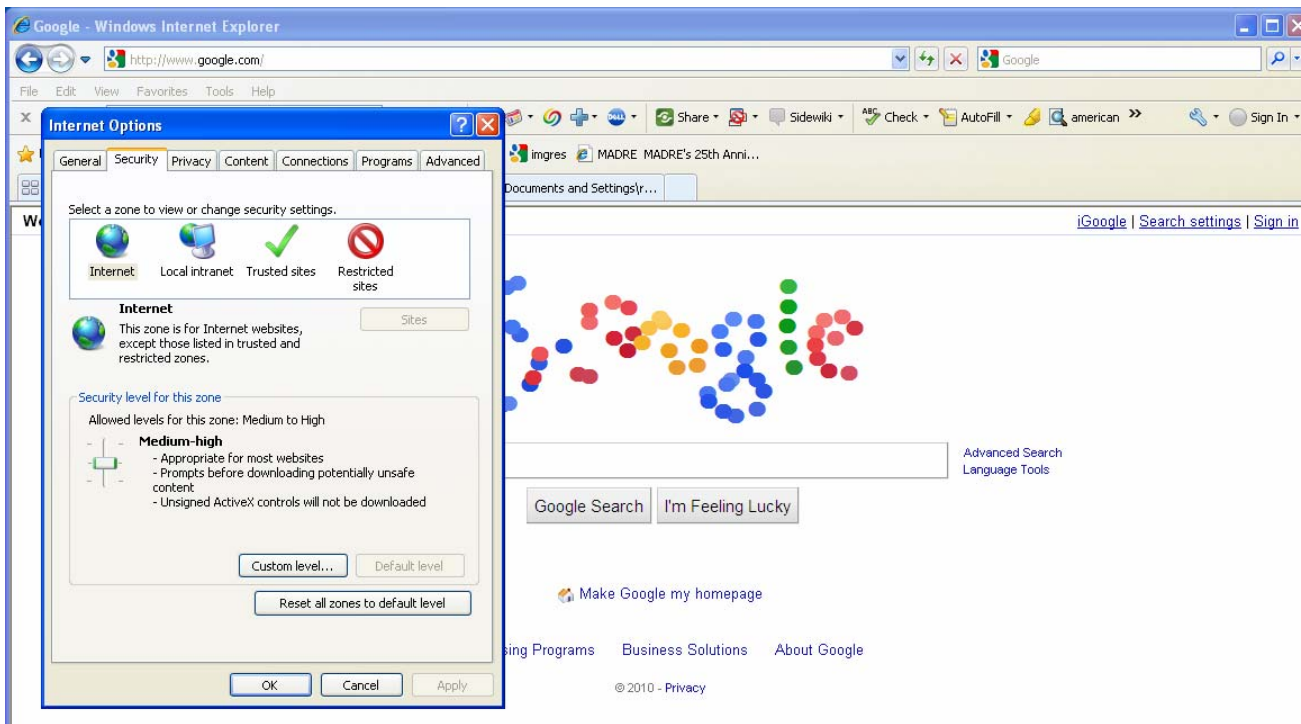 Google - Windows Internet Explorer
http://www.google.com/
Google
File Edit View Favorites Tools Help
X
Share Sidewiki ABC Check AutoFill american » Sign In
imgres MADRE MADRE's 25th Anni...
Documents and Settings\r...
iGoogle | Search settings | Sign in
Internet Options
General Security Privacy Content Connections Programs Advanced
Select a zone to view or change security settings.
Internet Local intranet Trusted sites Restricted
sites
Internet
Sites
This zone is for Internet websites,
except those listed in trusted and
restricted zones.
Security level for this zone
Allowed levels for this zone: Medium to High
Medium-high
- Appropriate for most websites
- Prompts before downloading potentially unsafe
content
- Unsigned ActiveX controls will not be downloaded
Custom level... Default level
Reset all zones to default level
OK Cancel Apply
Advanced Search
Language Tools
Google Search I'm Feeling Lucky
Make Google my homepage
sing Programs Business Solutions About Google
© 2010 - Privacy